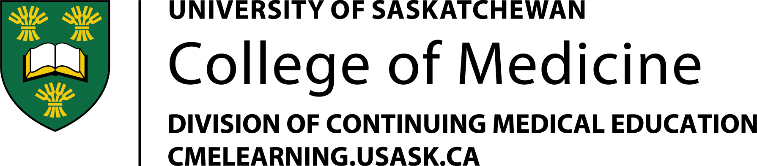 UNIVERSITY OF SASKATCHEWAN
College of Medicine
DIVISION OF CONTINUING MEDICAL EDUCATION
CMELEARNING.USASK.CA